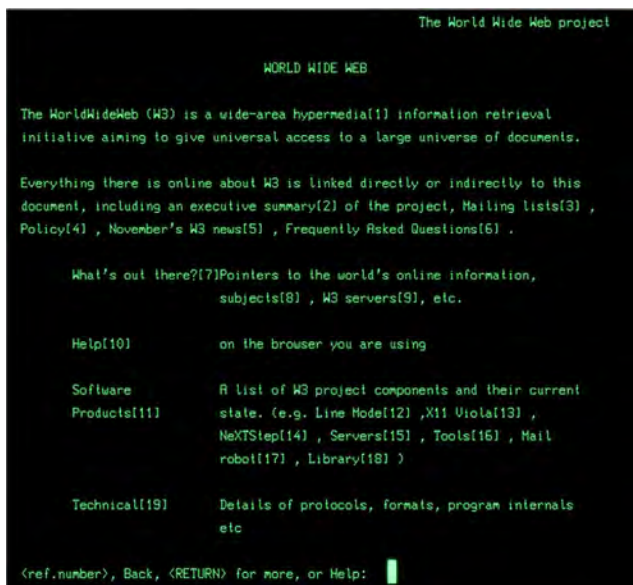 The World Wide Web project
WORLD WIDE WEB
The WorldWideWeb (W3) is a wide-area hypermedia[1] information retrieval
initiative aiming to give universal access to a large universe of documents.
Everything there is online about W3 is linked directly or indirectly to this
document, including an executive summary[2] of the project, Mailing lists[3] ,
Policy[4] , November's W3 news[5] , Frequently Asked Questions[6] .
What's out there?[7]Pointers to the world's online information,
subjects[8] , W3 servers[9], etc.
Help[10] on the browser you are using
Software A list of W3 project components and their current
Products[11] state. (e.g. Line Mode[12] ,X11 Viola[13] ,
NeXTStep[14] , Servers[15] , Tools[16] , Mail
robot[17] , Library[18] )
Technical[19] Details of protocols, formats, program internals
etc
<ref.number>, Back, <RETURN> for more, or Help: